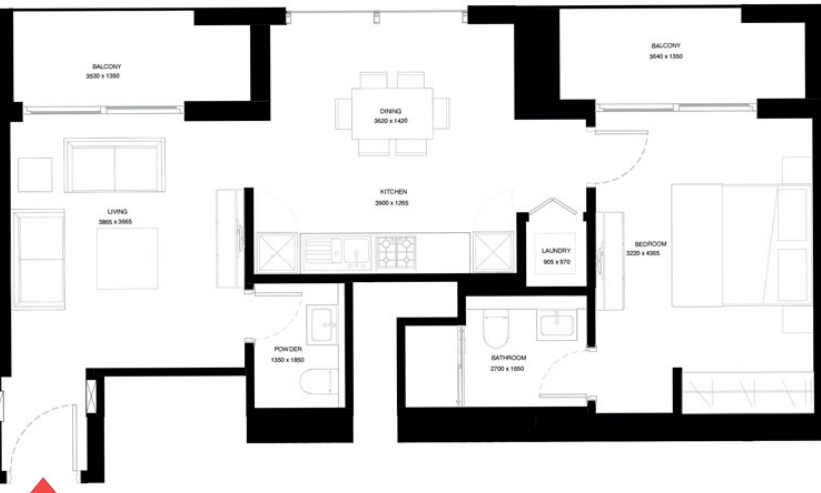 BALCONY
3530 x 1350
BALCONY
3640 x 1350
DINING
3620 x 1420
KITCHEN
3900 x 1265
LIVING
3865 x 3665
LAUNDRY
905 x 970
BEDROOM
3220 x 4365
POWDER
1350 x 1850
BATHROOM
2700 x 1650